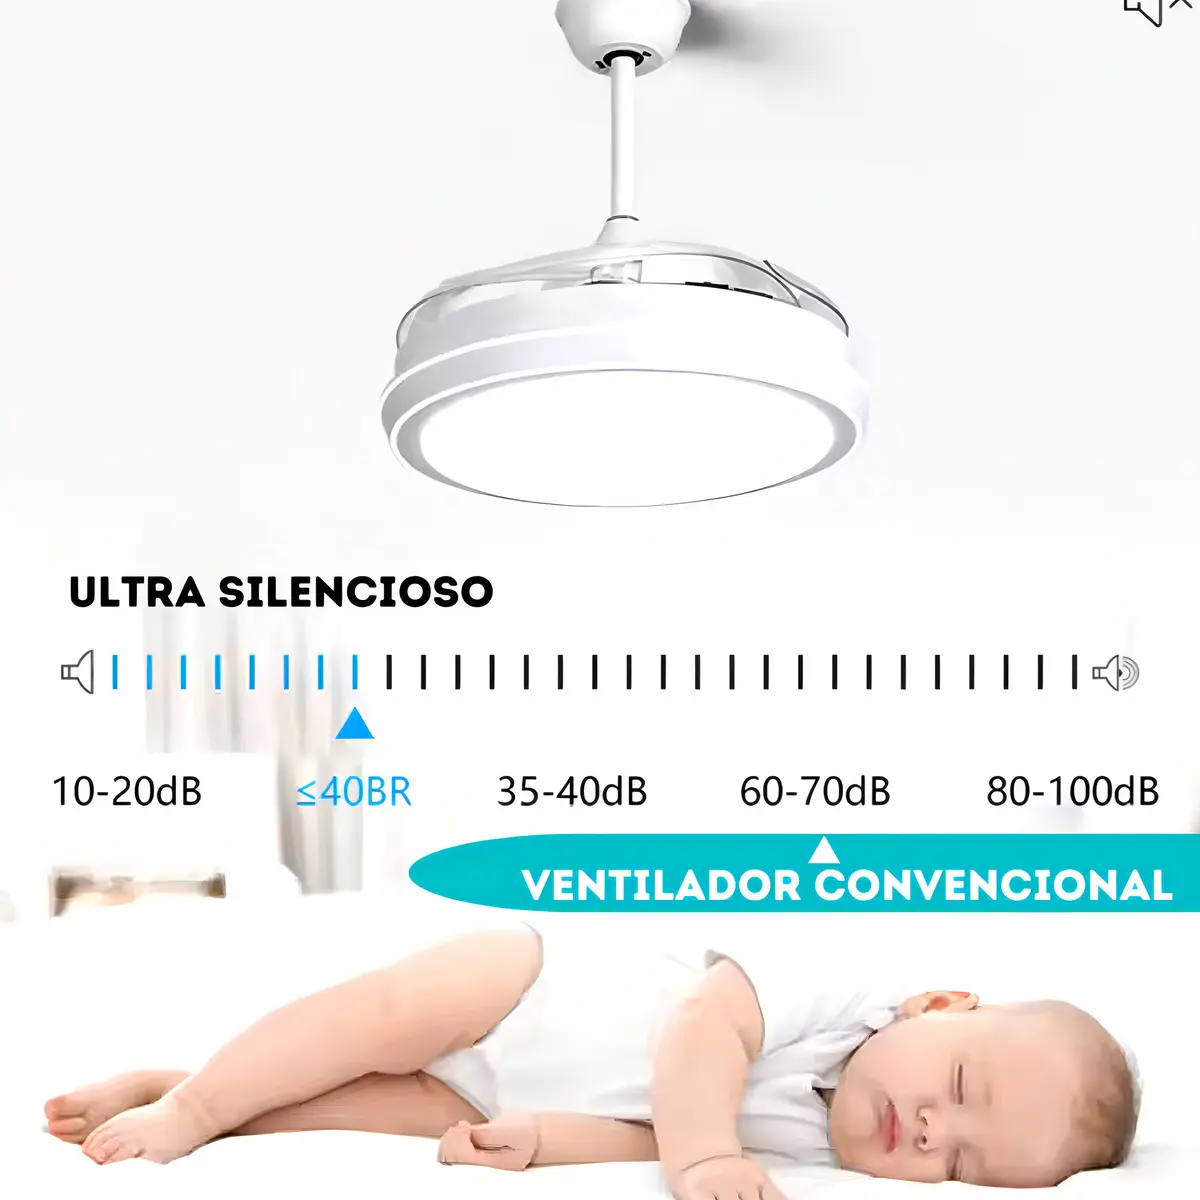 ULTRA SILENCIOSO
10-20dB ≤40BR 35-40dB 60-70dB 80-100dB
VENTILADOR CONVENCIONAL